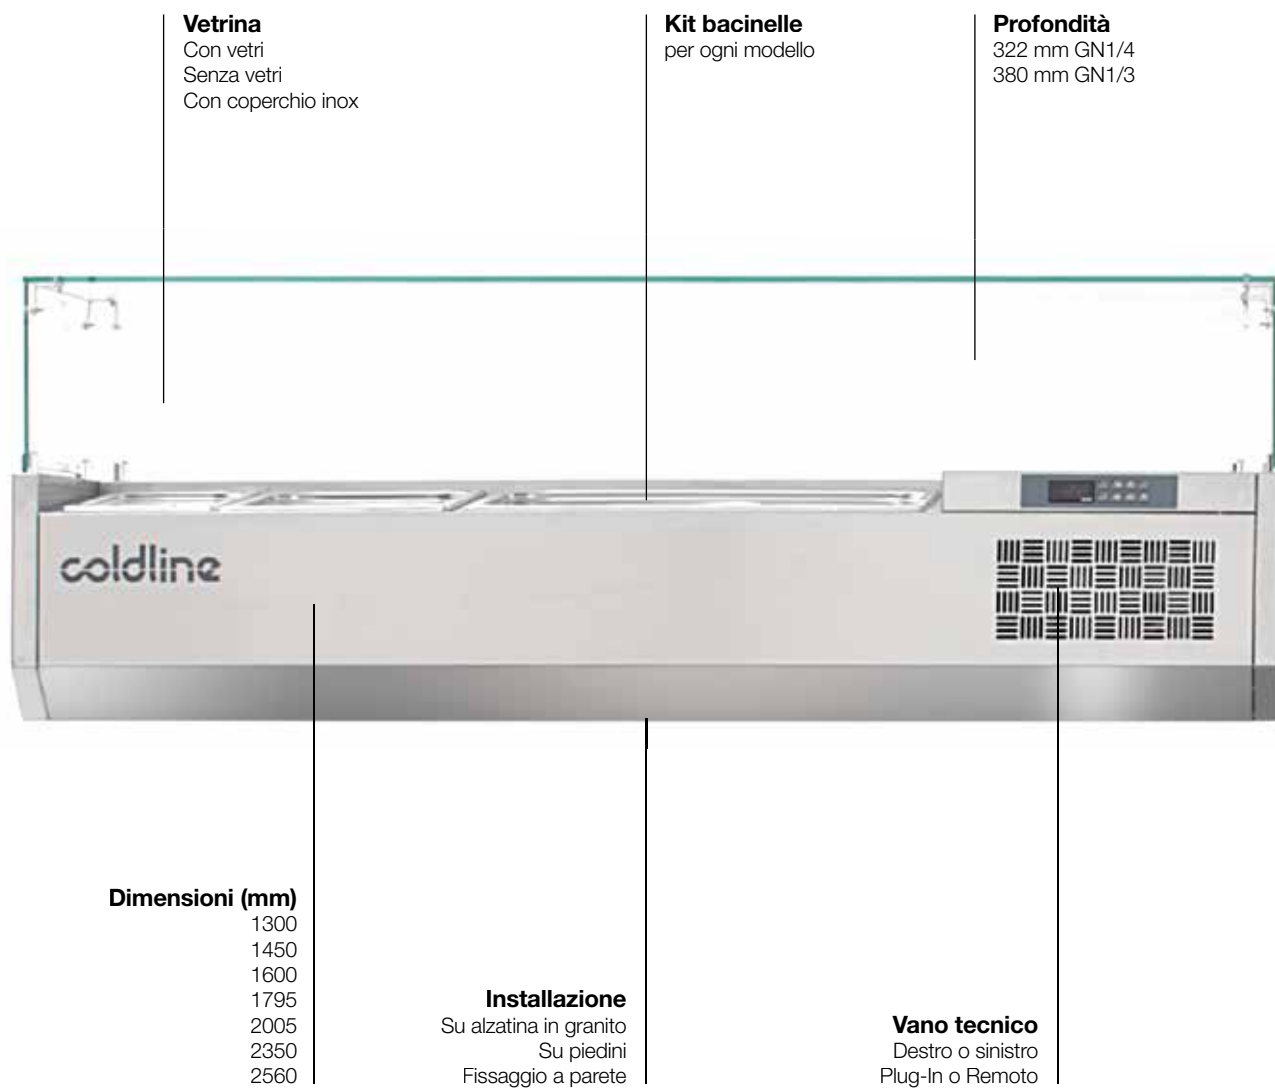 Vetrina
Con vetri
Senza vetri
Con coperchio inox
Kit bacinelle
per ogni modello
Profondità
322 mm GN1/4
380 mm GN1/3
coldline
Dimensioni (mm)
1300
1450
1600
1795
2005
2350
2560
Installazione
Su alzatina in granito
Su piedini
Fissaggio a parete
Vano tecnico
Destro o sinistro
Plug-In o Remoto